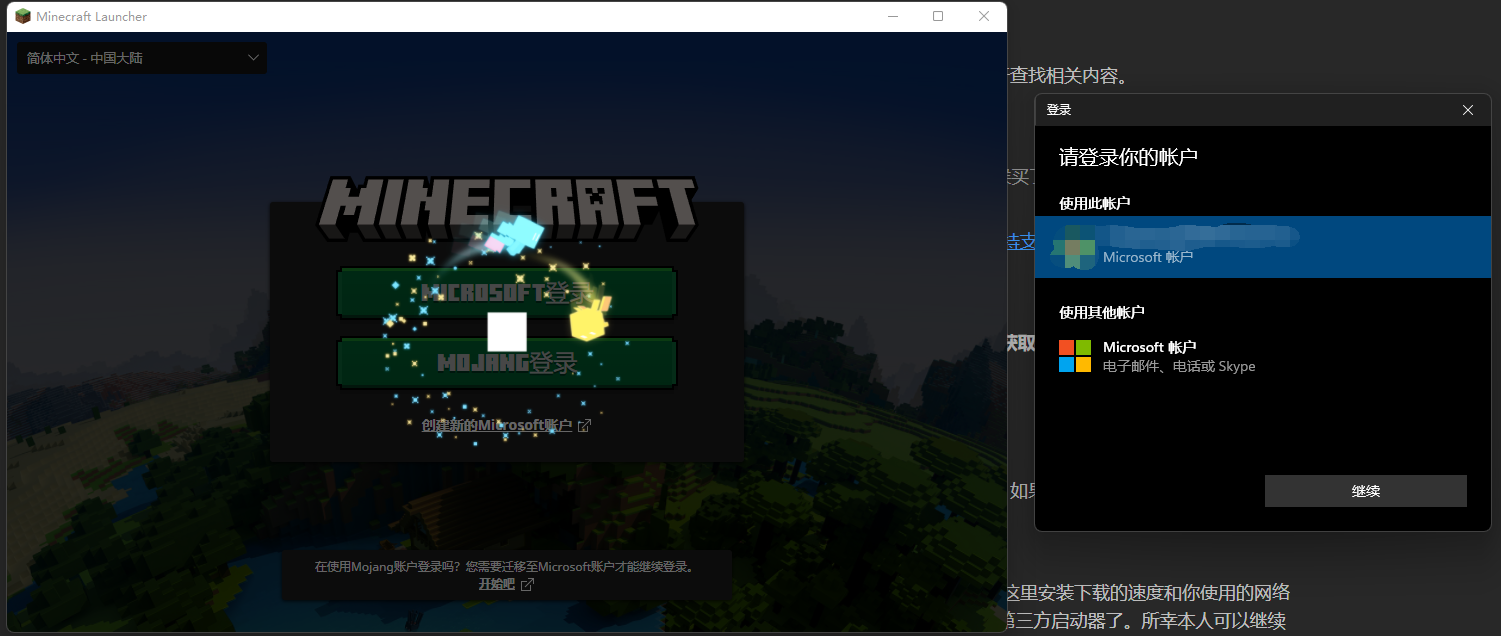 Minecraft Launcher
简体中文 - 中国大陆
MINECRAFT
MICROSOFT登录
MOJANG登录
创建新的Microsoft账户
在使用Mojang账户登录吗？您需要迁移至Microsoft账户才能继续登录。
开始吧
查找相关内容。
买了
持支
获取
如果
登录
请登录你的帐户
使用此帐户
Microsoft 帐户
使用其他帐户
Microsoft 帐户
电子邮件、电话或 Skype
继续
这里安装下载的速度和你使用的网络
第三方启动器了。所幸本人可以继续